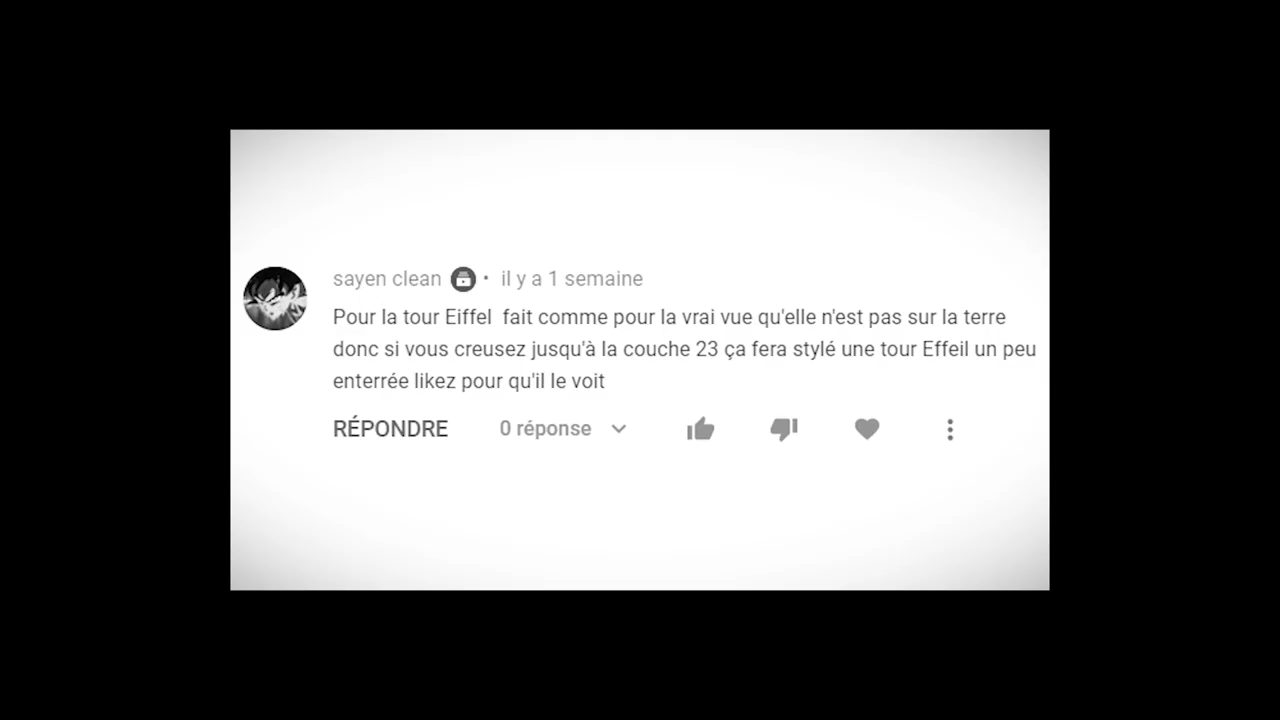 sayen clean • il y a 1 semaine
Pour la tour Eiffel  fait comme pour la vrai vue qu'elle n'est pas sur la terre
donc si vous creusez jusqu'à la couche 23 ça fera stylé une tour Effeil un peu
enterrée likez pour qu'il le voit
RÉPONDRE 0 réponse